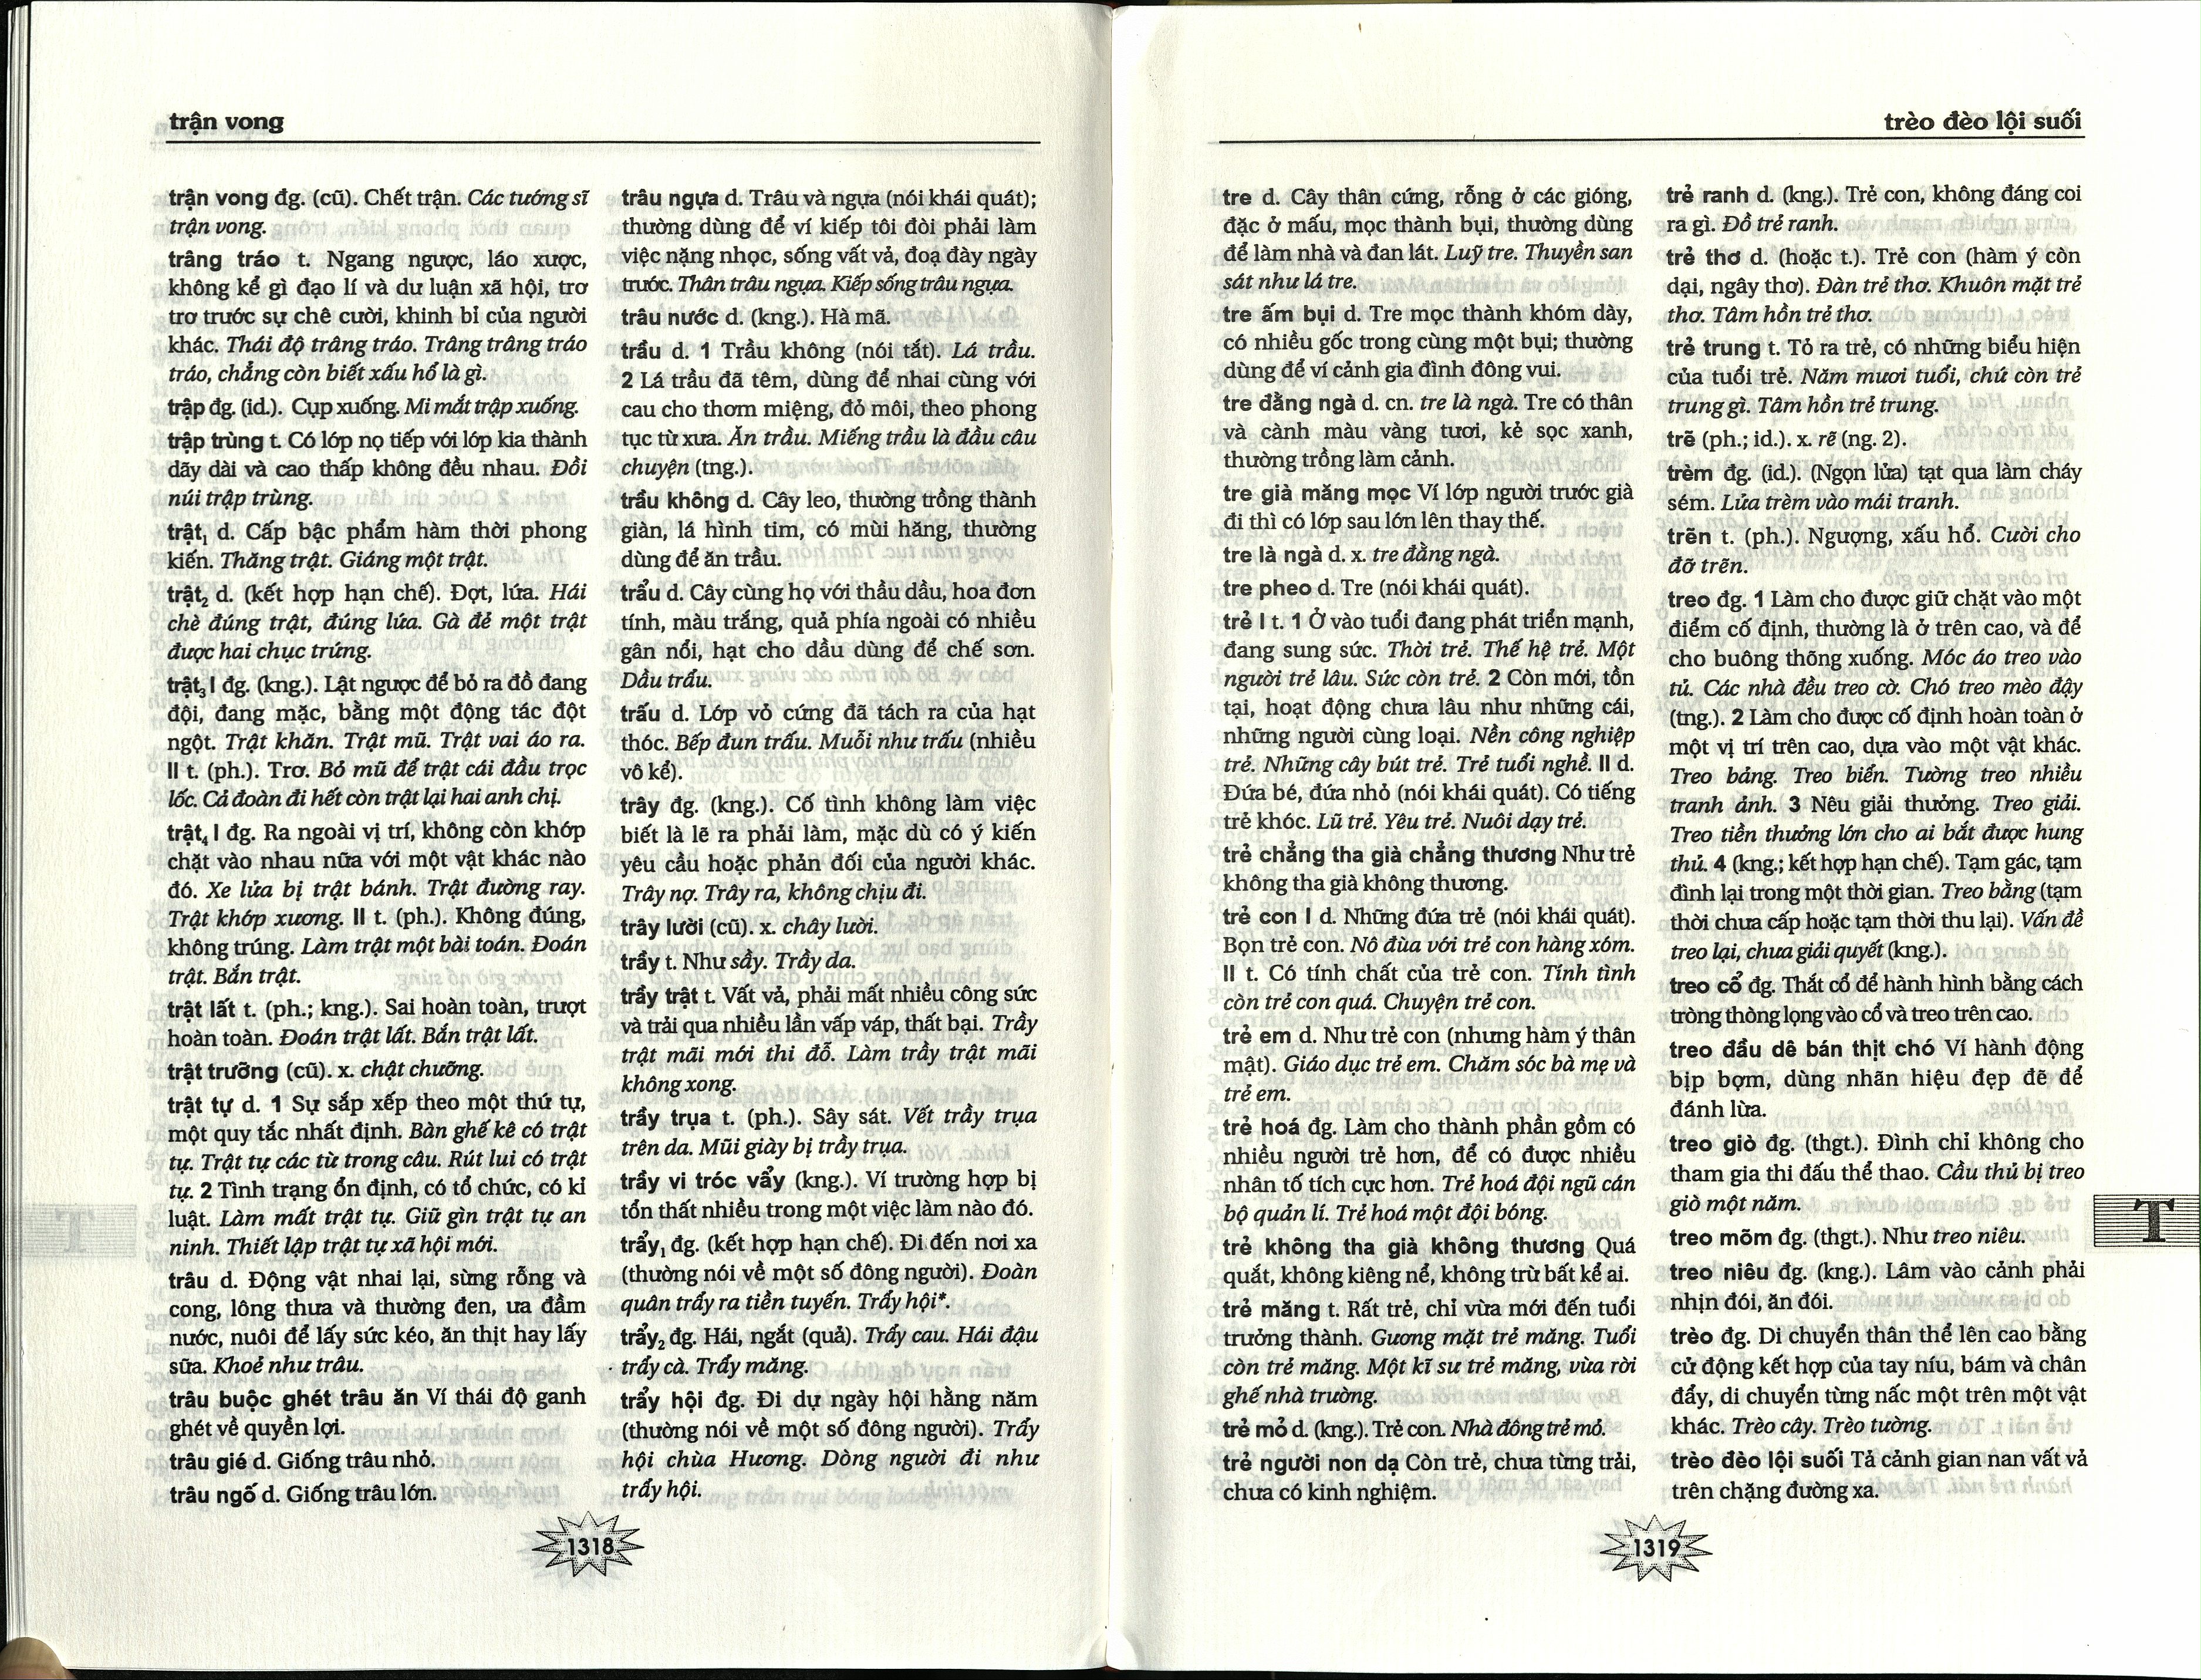 trận vong
trận vong đg. (cũ). Chết trận. Các tướng sĩ
trận vong.
trâng tráo t. Ngang ngược, láo xược,
không kể gì đạo lí và dư luận xã hội, trơ
trơ trước sự chê cười, khinh bỉ của người
khác. Thái độ trâng tráo. Trâng trâng tráo
tráo, chẳng còn biết xấu hổ là gì.
trập đg. (id.). Cụp xuống. Mi mắt trập xuống.
trập trùng t. Có lớp nọ tiếp với lớp kia thành
dãy dài và cao thấp không đều nhau. Đồi
núi trập trùng.
trật₁ d. Cấp bậc phẩm hàm thời phong
kiến. Thăng trật. Giáng một trật.
trật₂ d. (kết hợp hạn chế). Đợt, lứa. Hái
chè đúng trật, đúng lứa. Gà đẻ một trật
được hai chục trứng.
trật₃ I đg. (kng.). Lật ngược để bỏ ra đồ đang
đội, đang mặc, bằng một động tác đột
ngột. Trật khăn. Trật mũ. Trật vai áo ra.
II t. (ph.). Trơ. Bỏ mũ để trật cái đầu trọc
lốc. Cả đoàn đi hết còn trật lại hai anh chị.
trật₄ I đg. Ra ngoài vị trí, không còn khớp
chặt vào nhau nữa với một vật khác nào
đó. Xe lửa bị trật bánh. Trật đường ray.
Trật khớp xương. II t. (ph.). Không đúng,
không trúng. Làm trật một bài toán. Đoán
trật. Bắn trật.
trật lất t. (ph.; kng.). Sai hoàn toàn, trượt
hoàn toàn. Đoán trật lất. Bắn trật lất.
trật trưỡng (cũ). x. chật chưỡng.
trật tự d. 1 Sự sắp xếp theo một thứ tự,
một quy tắc nhất định. Bàn ghế kê có trật
tự. Trật tự các từ trong câu. Rút lui có trật
tự. 2 Tình trạng ổn định, có tổ chức, có kỉ
luật. Làm mất trật tự. Giữ gìn trật tự an
ninh. Thiết lập trật tự xã hội mới.
trâu d. Động vật nhai lại, sừng rỗng và
cong, lông thưa và thường đen, ưa đầm
nước, nuôi để lấy sức kéo, ăn thịt hay lấy
sữa. Khoẻ như trâu.
trâu buộc ghét trâu ăn Ví thái độ ganh
ghét về quyền lợi.
trâu gié d. Giống trâu nhỏ.
trâu ngố d. Giống trâu lớn.
trâu ngựa d. Trâu và ngựa (nói khái quát);
thường dùng để ví kiếp tôi đòi phải làm
việc nặng nhọc, sống vất vả, đoạ đày ngày
trước. Thân trâu ngựa. Kiếp sống trâu ngựa.
trâu nước d. (kng.). Hà mã.
trầu d. 1 Trầu không (nói tắt). Lá trầu.
2 Lá trầu đã têm, dùng để nhai cùng với
cau cho thơm miệng, đỏ môi, theo phong
tục từ xưa. Ăn trầu. Miếng trầu là đầu câu
chuyện (tng.).
trầu không d. Cây leo, thường trồng thành
giàn, lá hình tim, có mùi hăng, thường
dùng để ăn trầu.
trẩu d. Cây cùng họ với thầu dầu, hoa đơn
tính, màu trắng, quả phía ngoài có nhiều
gân nổi, hạt cho dầu dùng để chế sơn.
Dầu trẩu.
trấu d. Lớp vỏ cứng đã tách ra của hạt
thóc. Bếp đun trấu. Muỗi như trấu (nhiều
vô kể).
trây đg. (kng.). Cố tình không làm việc
biết là lẽ ra phải làm, mặc dù có ý kiến
yêu cầu hoặc phản đối của người khác.
Trây nợ. Trây ra, không chịu đi.
trây lười (cũ). x. chây lười.
trầy t. Như sầy. Trầy da.
trầy trật t. Vất vả, phải mất nhiều công sức
và trải qua nhiều lần vấp váp, thất bại. Trầy
trật mãi mới thi đỗ. Làm trầy trật mãi
không xong.
trầy trụa t. (ph.). Sây sát. Vết trầy trụa
trên da. Mũi giày bị trầy trụa.
trầy vi tróc vẩy (kng.). Ví trường hợp bị
tổn thất nhiều trong một việc làm nào đó.
trẩy₁ đg. (kết hợp hạn chế). Đi đến nơi xa
(thường nói về một số đông người). Đoàn
quân trẩy ra tiền tuyến. Trẩy hội*.
trẩy₂ đg. Hái, ngắt (quả). Trẩy cau. Hái đậu
trẩy cà. Trẩy măng.
trẩy hội đg. Đi dự ngày hội hằng năm
(thường nói về một số đông người). Trẩy
hội chùa Hương. Dòng người đi như
trẩy hội.
1318
trèo đèo lội suối
tre d. Cây thân cứng, rỗng ở các gióng,
đặc ở mấu, mọc thành bụi, thường dùng
để làm nhà và đan lát. Luỹ tre. Thuyền san
sát như lá tre.
tre ấm bụi d. Tre mọc thành khóm dày,
có nhiều gốc trong cùng một bụi; thường
dùng để ví cảnh gia đình đông vui.
tre đằng ngà d. cn. tre là ngà. Tre có thân
và cành màu vàng tươi, kẻ sọc xanh,
thường trồng làm cảnh.
tre già măng mọc Ví lớp người trước già
đi thì có lớp sau lớn lên thay thế.
tre là ngà d. x. tre đằng ngà.
tre pheo d. Tre (nói khái quát).
trẻ I t. 1 Ở vào tuổi đang phát triển mạnh,
đang sung sức. Thời trẻ. Thế hệ trẻ. Một
người trẻ lâu. Sức còn trẻ. 2 Còn mới, tồn
tại, hoạt động chưa lâu như những cái,
những người cùng loại. Nền công nghiệp
trẻ. Những cây bút trẻ. Trẻ tuổi nghề. II d.
Đứa bé, đứa nhỏ (nói khái quát). Có tiếng
trẻ khóc. Lũ trẻ. Yêu trẻ. Nuôi dạy trẻ.
trẻ chẳng tha già chẳng thương Như trẻ
không tha già không thương.
trẻ con I d. Những đứa trẻ (nói khái quát).
Bọn trẻ con. Nô đùa với trẻ con hàng xóm.
II t. Có tính chất của trẻ con. Tính tình
còn trẻ con quá. Chuyện trẻ con.
trẻ em d. Như trẻ con (nhưng hàm ý thân
mật). Giáo dục trẻ em. Chăm sóc bà mẹ và
trẻ em.
trẻ hoá đg. Làm cho thành phần gồm có
nhiều người trẻ hơn, để có được nhiều
nhân tố tích cực hơn. Trẻ hoá đội ngũ cán
bộ quản lí. Trẻ hoá một đội bóng.
trẻ không tha già không thương Quá
quắt, không kiêng nể, không trừ bất kể ai.
trẻ măng t. Rất trẻ, chỉ vừa mới đến tuổi
trưởng thành. Gương mặt trẻ măng. Tuổi
còn trẻ măng. Một kĩ sư trẻ măng, vừa rời
ghế nhà trường.
trẻ mỏ d. (kng.). Trẻ con. Nhà đông trẻ mỏ.
trẻ người non dạ Còn trẻ, chưa từng trải,
chưa có kinh nghiệm.
trẻ ranh d. (kng.). Trẻ con, không đáng coi
ra gì. Đồ trẻ ranh.
trẻ thơ d. (hoặc t.). Trẻ con (hàm ý còn
dại, ngây thơ). Đàn trẻ thơ. Khuôn mặt trẻ
thơ. Tâm hồn trẻ thơ.
trẻ trung t. Tỏ ra trẻ, có những biểu hiện
của tuổi trẻ. Năm mươi tuổi, chứ còn trẻ
trung gì. Tâm hồn trẻ trung.
trẽ (ph.; id.). x. rẽ (ng. 2).
trèm đg. (id.). (Ngọn lửa) tạt qua làm cháy
sém. Lửa trèm vào mái tranh.
trẽn t. (ph.). Ngượng, xấu hổ. Cười cho
đỡ trẽn.
treo đg. 1 Làm cho được giữ chặt vào một
điểm cố định, thường là ở trên cao, và để
cho buông thõng xuống. Móc áo treo vào
tủ. Các nhà đều treo cờ. Chó treo mèo đậy
(tng.). 2 Làm cho được cố định hoàn toàn ở
một vị trí trên cao, dựa vào một vật khác.
Treo bảng. Treo biển. Tường treo nhiều
tranh ảnh. 3 Nêu giải thưởng. Treo giải.
Treo tiền thưởng lớn cho ai bắt được hung
thủ. 4 (kng.; kết hợp hạn chế). Tạm gác, tạm
đình lại trong một thời gian. Treo bằng (tạm
thời chưa cấp hoặc tạm thời thu lại). Vấn đề
treo lại, chưa giải quyết (kng.).
treo cổ đg. Thắt cổ để hành hình bằng cách
tròng thòng lọng vào cổ và treo trên cao.
treo đầu dê bán thịt chó Ví hành động
bịp bợm, dùng nhãn hiệu đẹp đẽ để
đánh lừa.
treo giò đg. (thgt.). Đình chỉ không cho
tham gia thi đấu thể thao. Cầu thủ bị treo
giò một năm.
treo mõm đg. (thgt.). Như treo niêu.
treo niêu đg. (kng.). Lâm vào cảnh phải
nhịn đói, ăn đói.
trèo đg. Di chuyển thân thể lên cao bằng
cử động kết hợp của tay níu, bám và chân
đẩy, di chuyển từng nấc một trên một vật
khác. Trèo cây. Trèo tường.
trèo đèo lội suối Tả cảnh gian nan vất vả
trên chặng đường xa.
T
1319